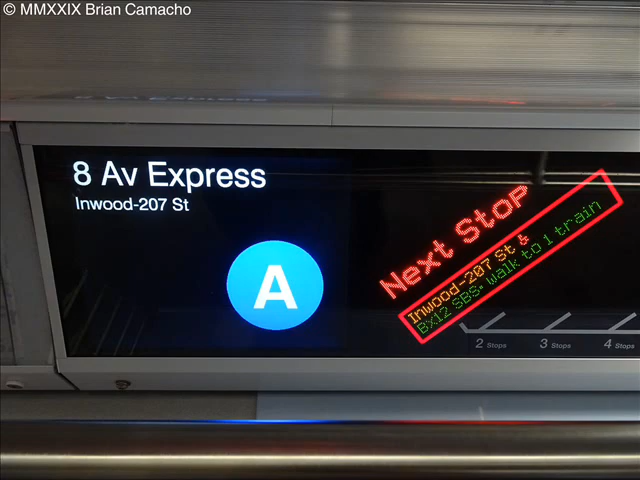 © MMXXIX Brian Camacho
8 Av Express
Inwood-207 St
A
Next Stop
Inwood-207 St &
Bx12 SBS* walk to 1 train
2 Stops
3 Stops
4 Stops